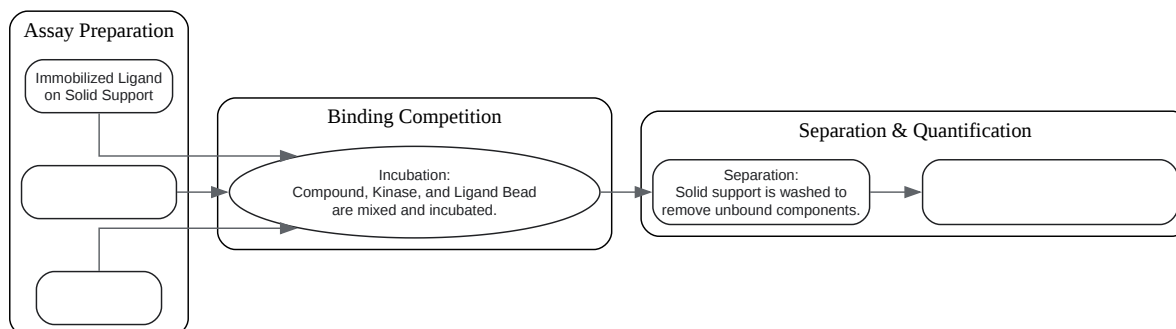 Assay Preparation
Immobilized Ligand
on Solid Support
Binding Competition
Incubation:
Compound, Kinase, and Ligand Bead
are mixed and incubated.
Separation & Quantification
Separation:
Solid support is washed to
remove unbound components.